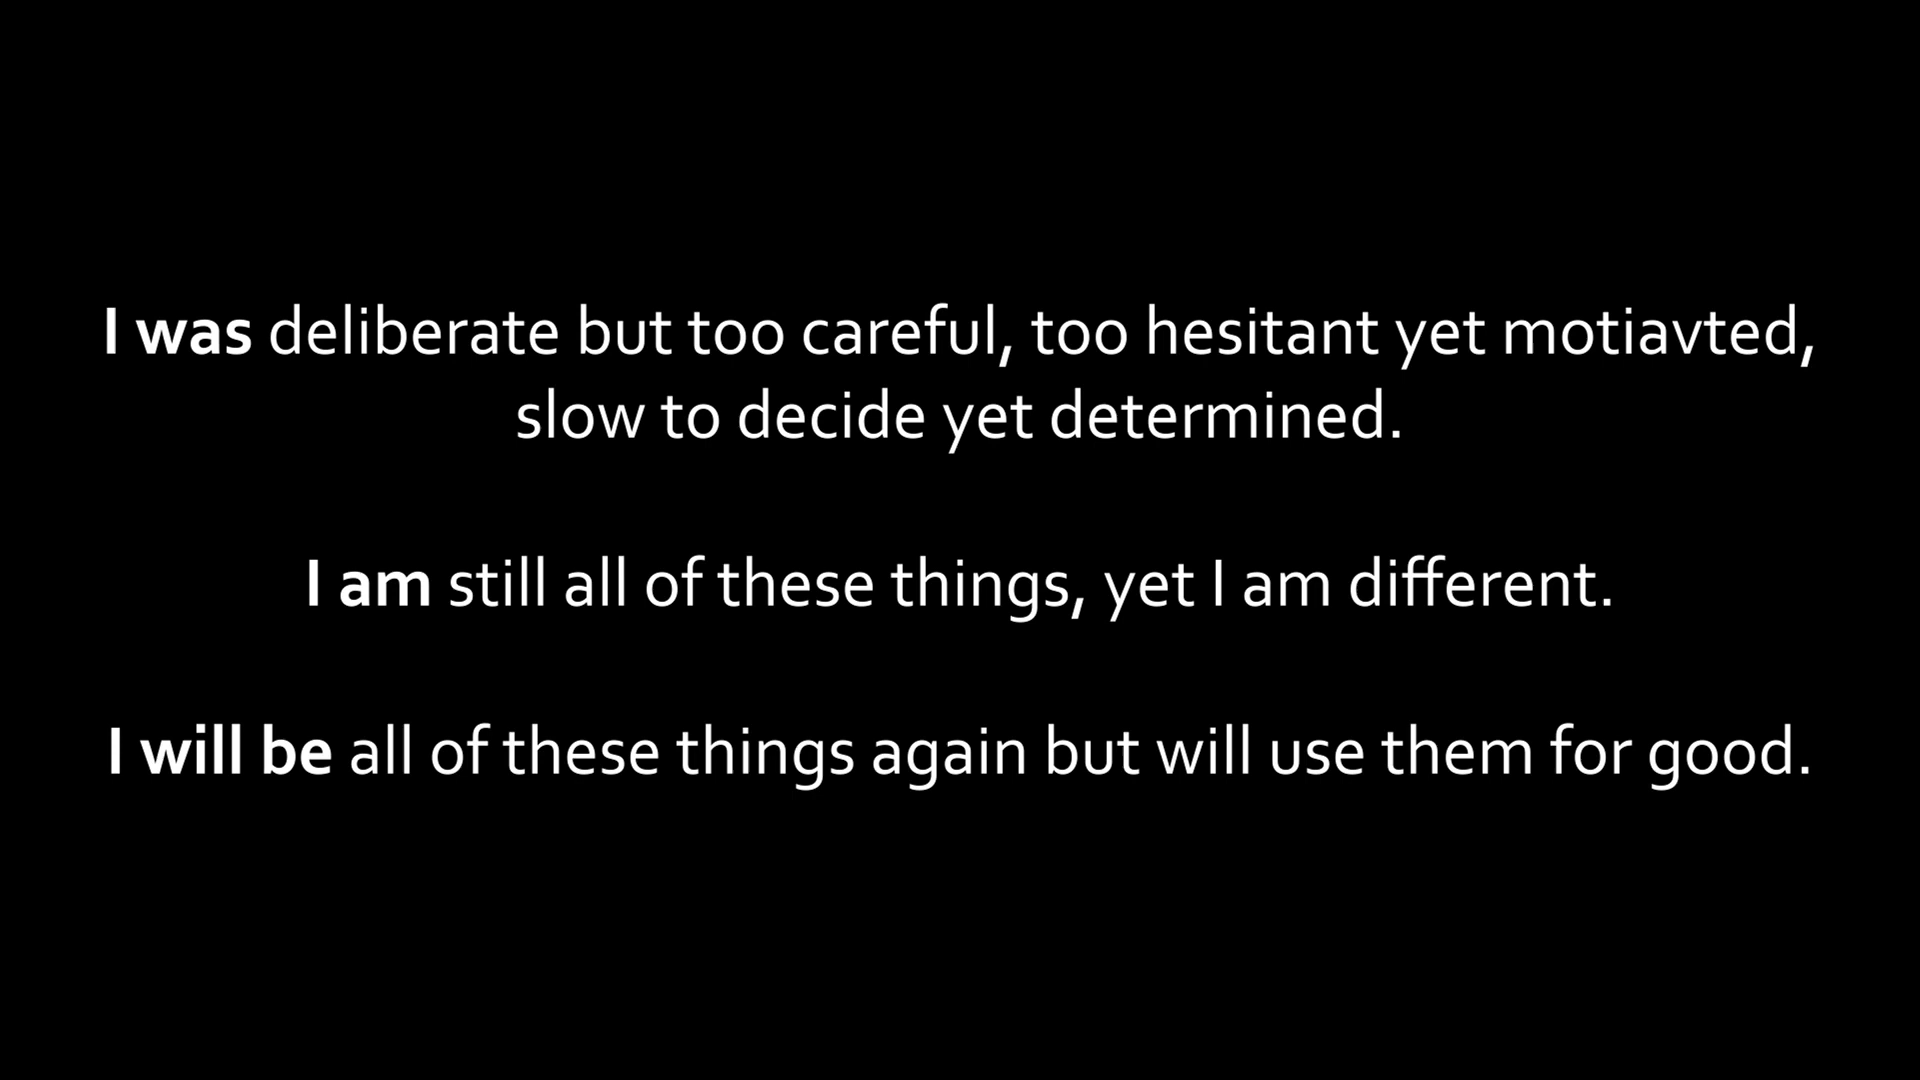 I was deliberate but too careful, too hesitant yet motiavted,
slow to decide yet determined.
I am still all of these things, yet I am different.
I will be all of these things again but will use them for good.